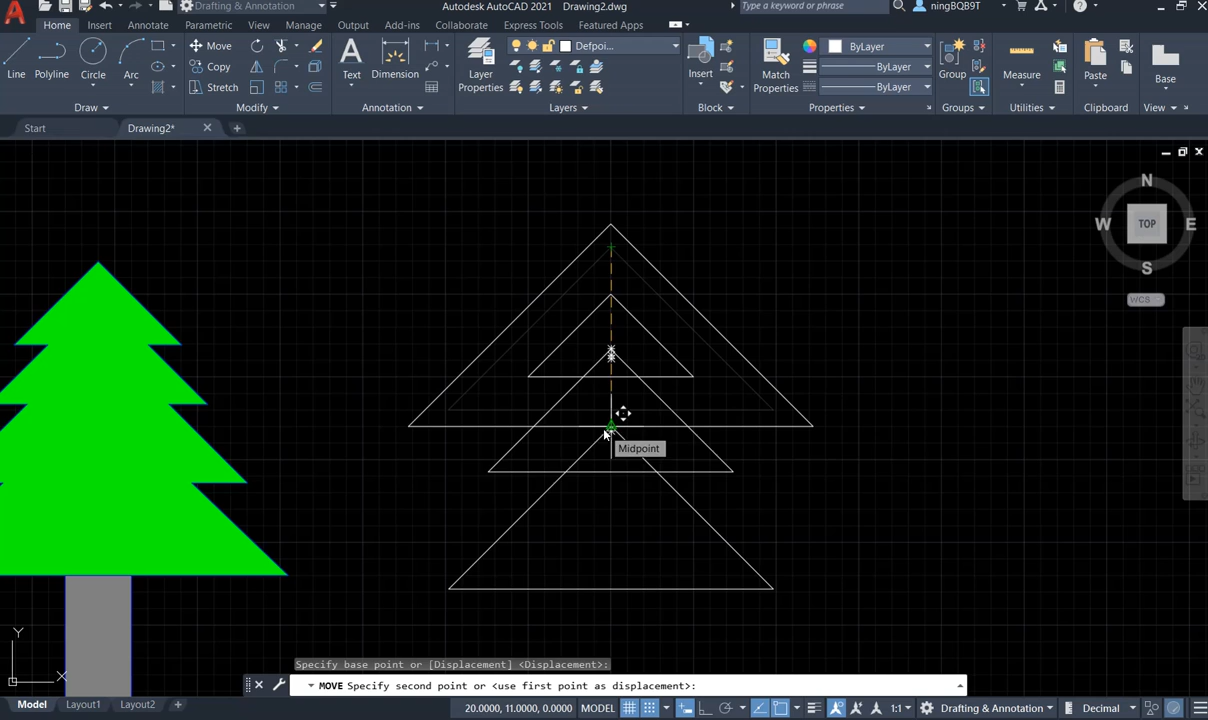 Drafting & Annotation
Autodesk AutoCAD 2021 Drawing2.dwg
Type a keyword or phrase
ningBQB9T
Home Insert Annotate Parametric View Manage Output Add-ins Collaborate Express Tools Featured Apps
Line Polyline Circle Arc
Move
Copy
Stretch
Text Dimension
Layer
Properties
Defpoi...
Insert
Match
Properties
ByLayer
ByLayer
ByLayer
Group
Measure
Paste
Base
Draw Modify Annotation Layers Block Properties Groups Utilities Clipboard View
Start Drawing2*
N
W TOP E
S
WCS
Midpoint
Y
X
Specify base point or [Displacement] <Displacement>:
MOVE Specify second point or <use first point as displacement>:
Model Layout1 Layout2
20.0000, 11.0000, 0.0000 MODEL 1:1 Drafting & Annotation Decimal